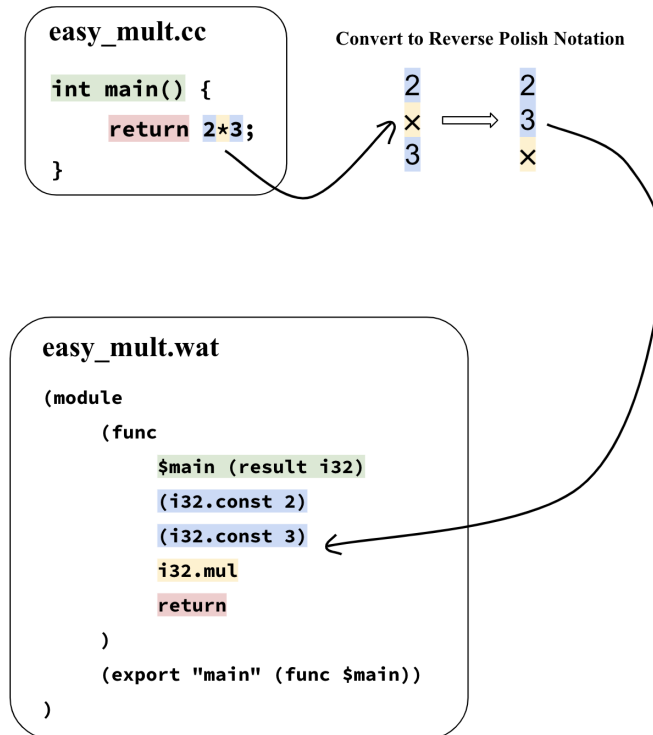 easy_mult.cc
int main() {
return 2*3;
}
Convert to Reverse Polish Notation
2
×
3
2
3
×
easy_mult.wat
(module
(func
$main (result i32)
(i32.const 2)
(i32.const 3)
i32.mul
return
)
(export "main" (func $main))
)